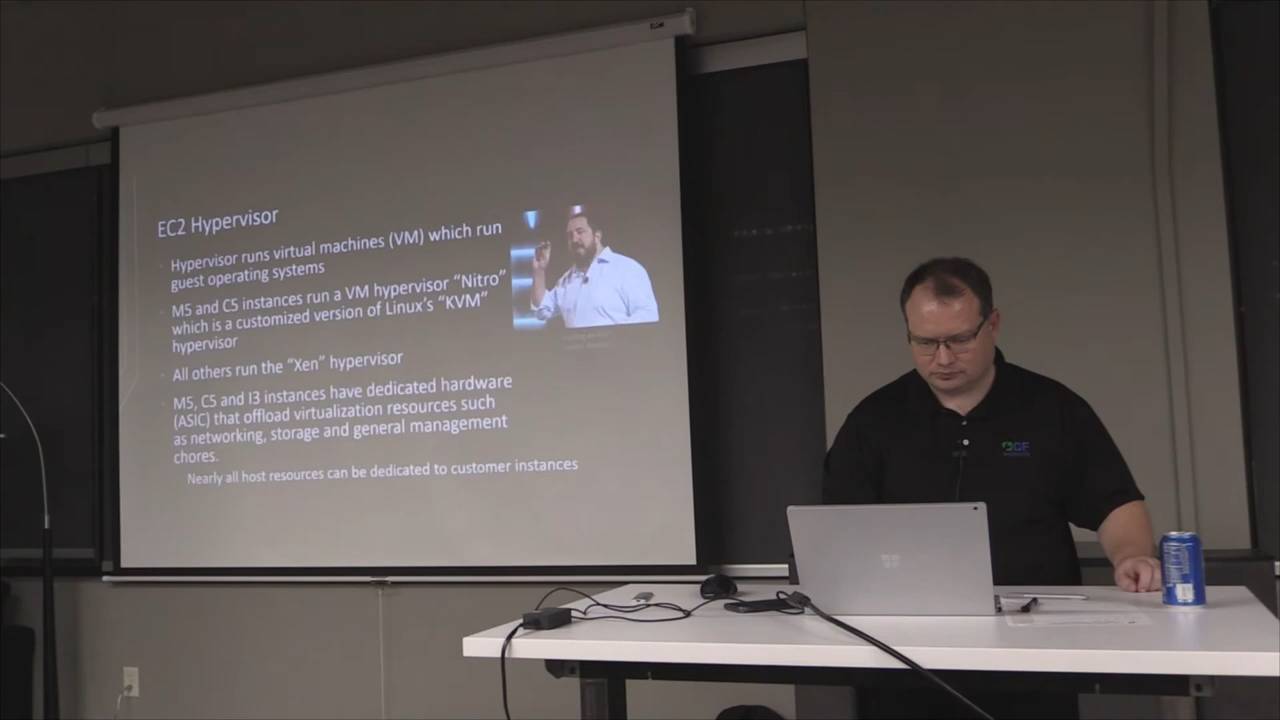 EC2 Hypervisor
Hypervisor runs virtual machines (VM) which run
guest operating systems
M5 and C5 instances run a VM hypervisor “Nitro”
which is a customized version of Linux’s “KVM”
hypervisor
All others run the “Xen” hypervisor
M5, C5 and I3 instances have dedicated hardware
(ASIC) that offload virtualization resources such
as networking, storage and general management
chores.
Nearly all host resources can be dedicated to customer instances